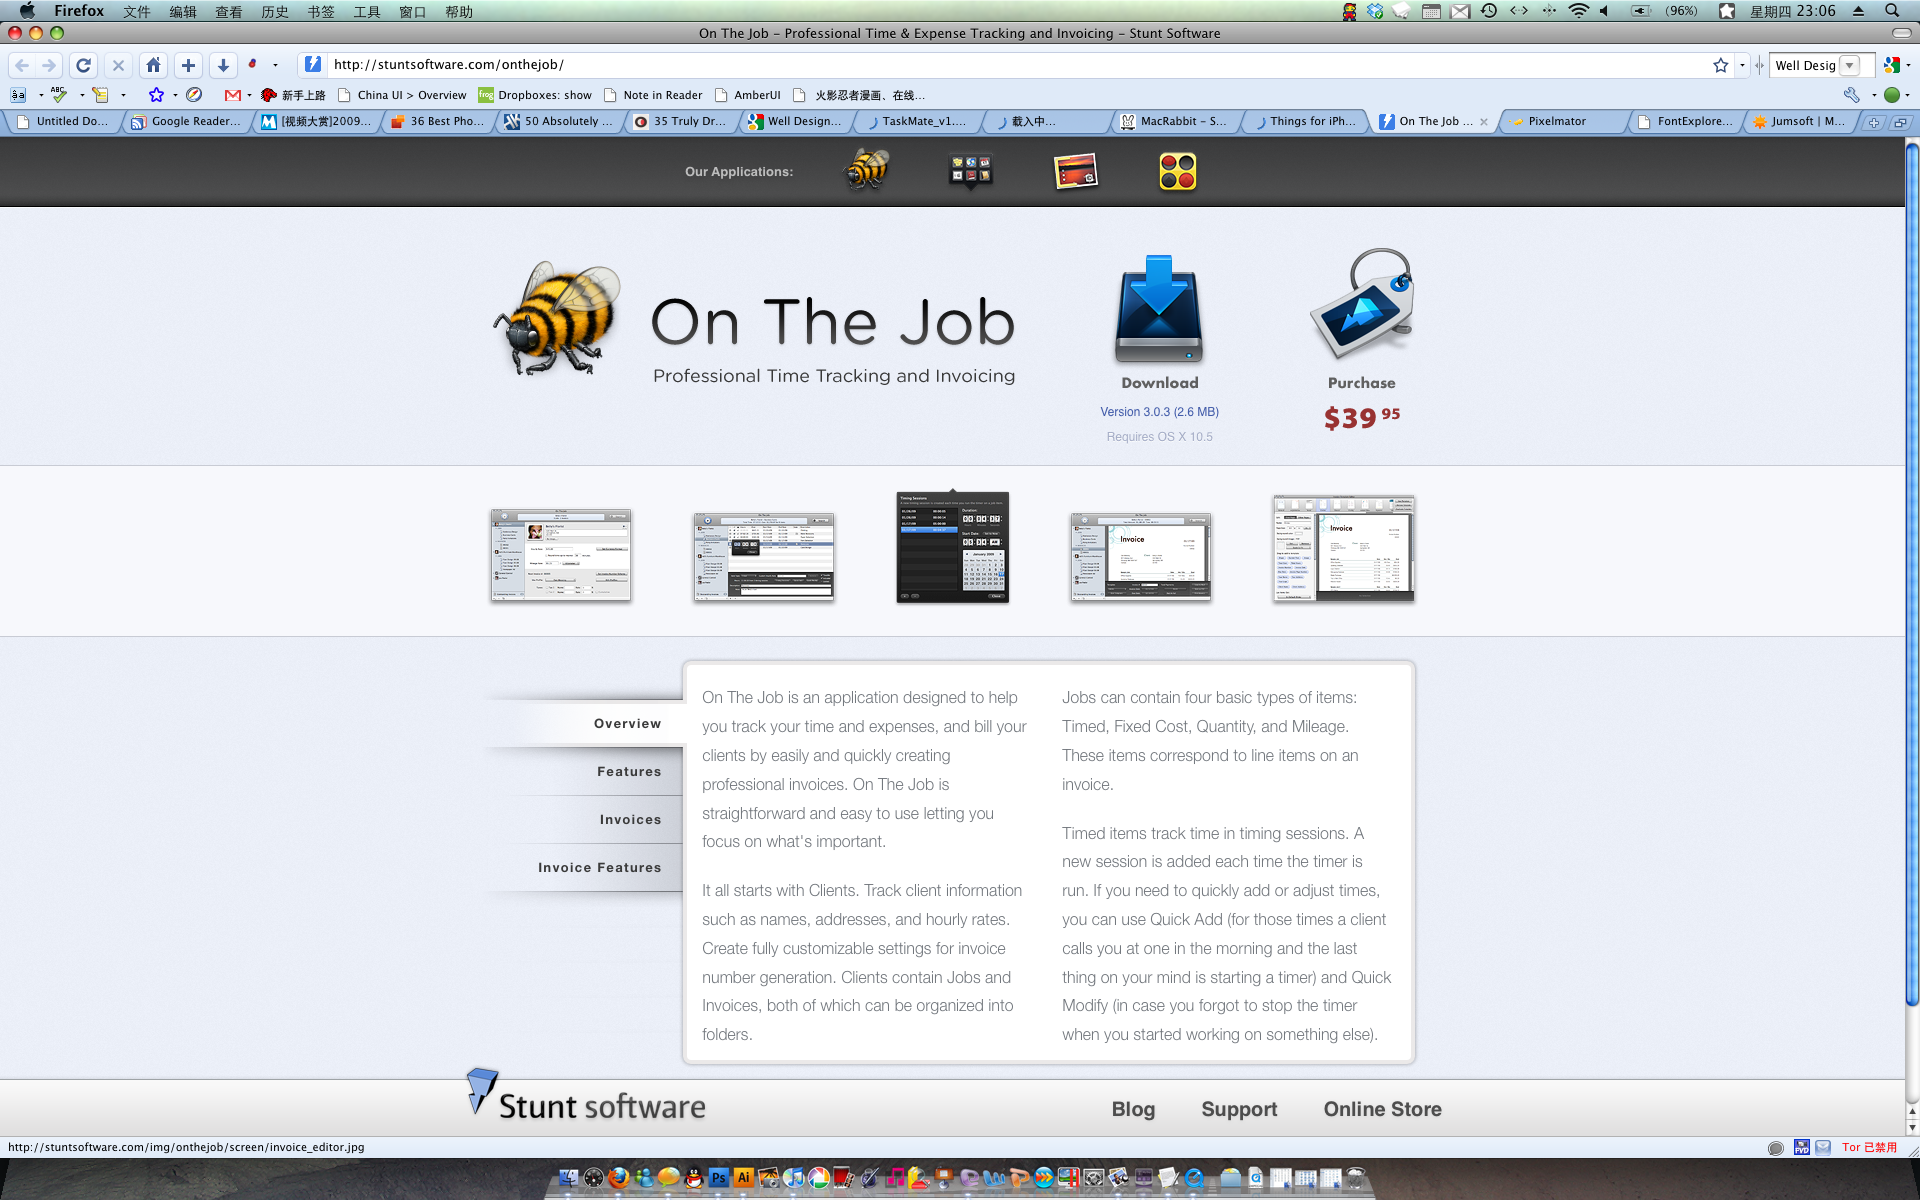 Firefox 文件 编辑 查看 历史 书签 工具 窗口 帮助 (96%) 星期四 23:06
On The Job – Professional Time & Expense Tracking and Invoicing – Stunt Software
http://stuntsoftware.com/onthejob/ Well Desig
新手上路 China UI > Overview Dropboxes: show Note in Reader AmberUI 火影忍者漫画、在线...
Untitled Do... Google Reader... [视频大赏]2009... 36 Best Pho... 50 Absolutely ... 35 Truly Dr... Well Design... TaskMate_v1.... 载入中... MacRabbit – S... Things for iPh... On The Job ... Pixelmator FontExplore... Jumsoft | M...
Our Applications:
On The Job
Professional Time Tracking and Invoicing
Download
Version 3.0.3 (2.6 MB)
Requires OS X 10.5
Purchase
$39 95
Timing Sessions
January 2009
Invoice
Invoice
Overview
Features
Invoices
Invoice Features
On The Job is an application designed to help
you track your time and expenses, and bill your
clients by easily and quickly creating
professional invoices. On The Job is
straightforward and easy to use letting you
focus on what's important.
It all starts with Clients. Track client information
such as names, addresses, and hourly rates.
Create fully customizable settings for invoice
number generation. Clients contain Jobs and
Invoices, both of which can be organized into
folders.
Jobs can contain four basic types of items:
Timed, Fixed Cost, Quantity, and Mileage.
These items correspond to line items on an
invoice.
Timed items track time in timing sessions. A
new session is added each time the timer is
run. If you need to quickly add or adjust times,
you can use Quick Add (for those times a client
calls you at one in the morning and the last
thing on your mind is starting a timer) and Quick
Modify (in case you forgot to stop the timer
when you started working on something else).
Stunt software
Blog Support Online Store
http://stuntsoftware.com/img/onthejob/screen/invoice_editor.jpg Tor 已禁用
Ps Ai